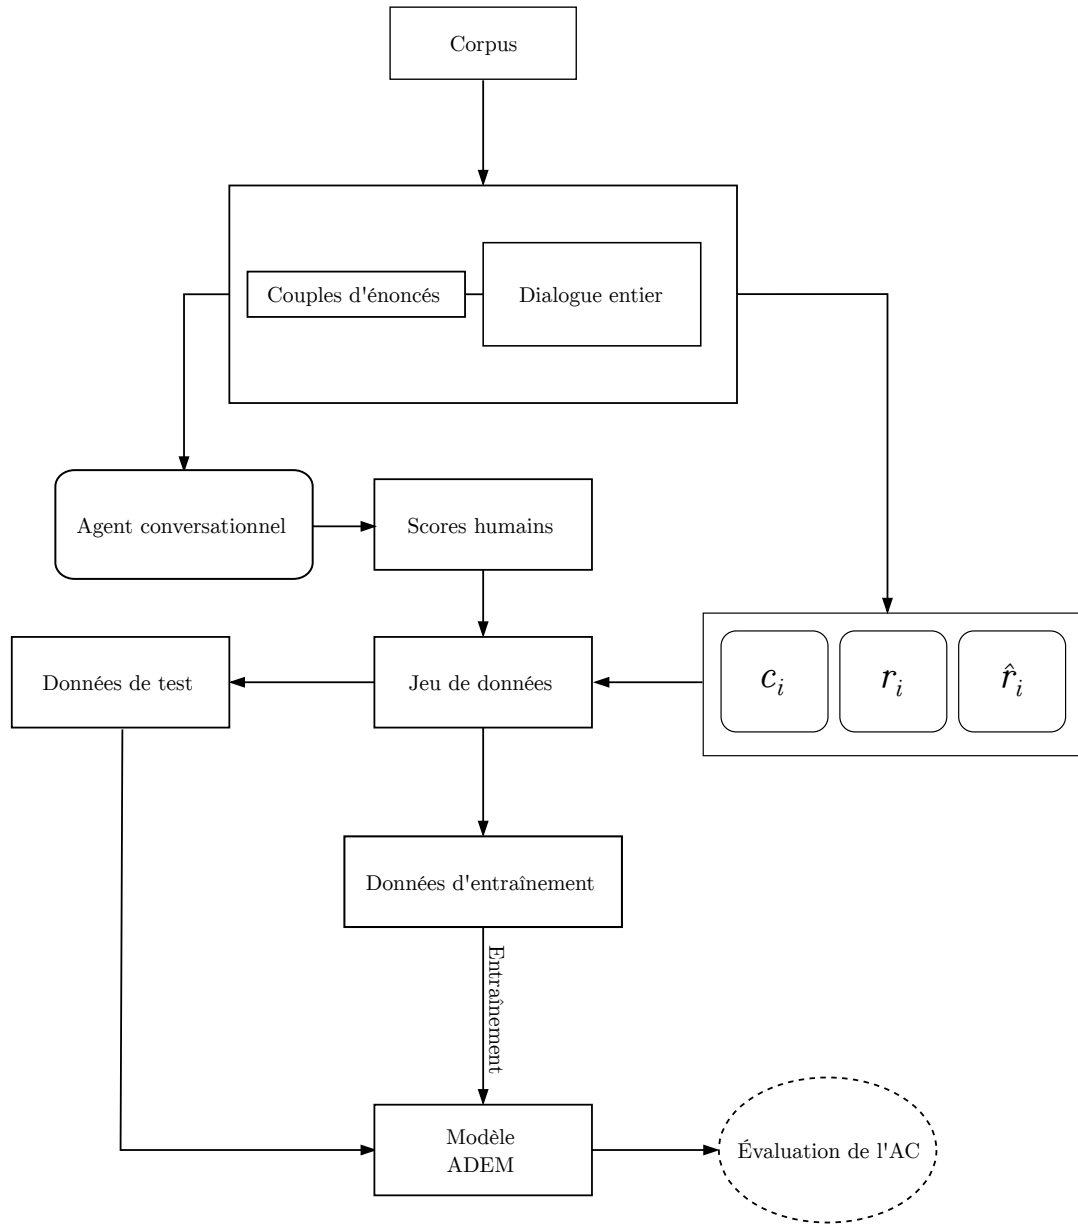 Corpus
Couples d'énoncés
Dialogue entier
Agent conversationnel
Scores humains
Données de test
Jeu de données
c_i
r_i
r̂_i
Données d'entraînement
Entraînement
Modèle
ADEM
Évaluation de l'AC